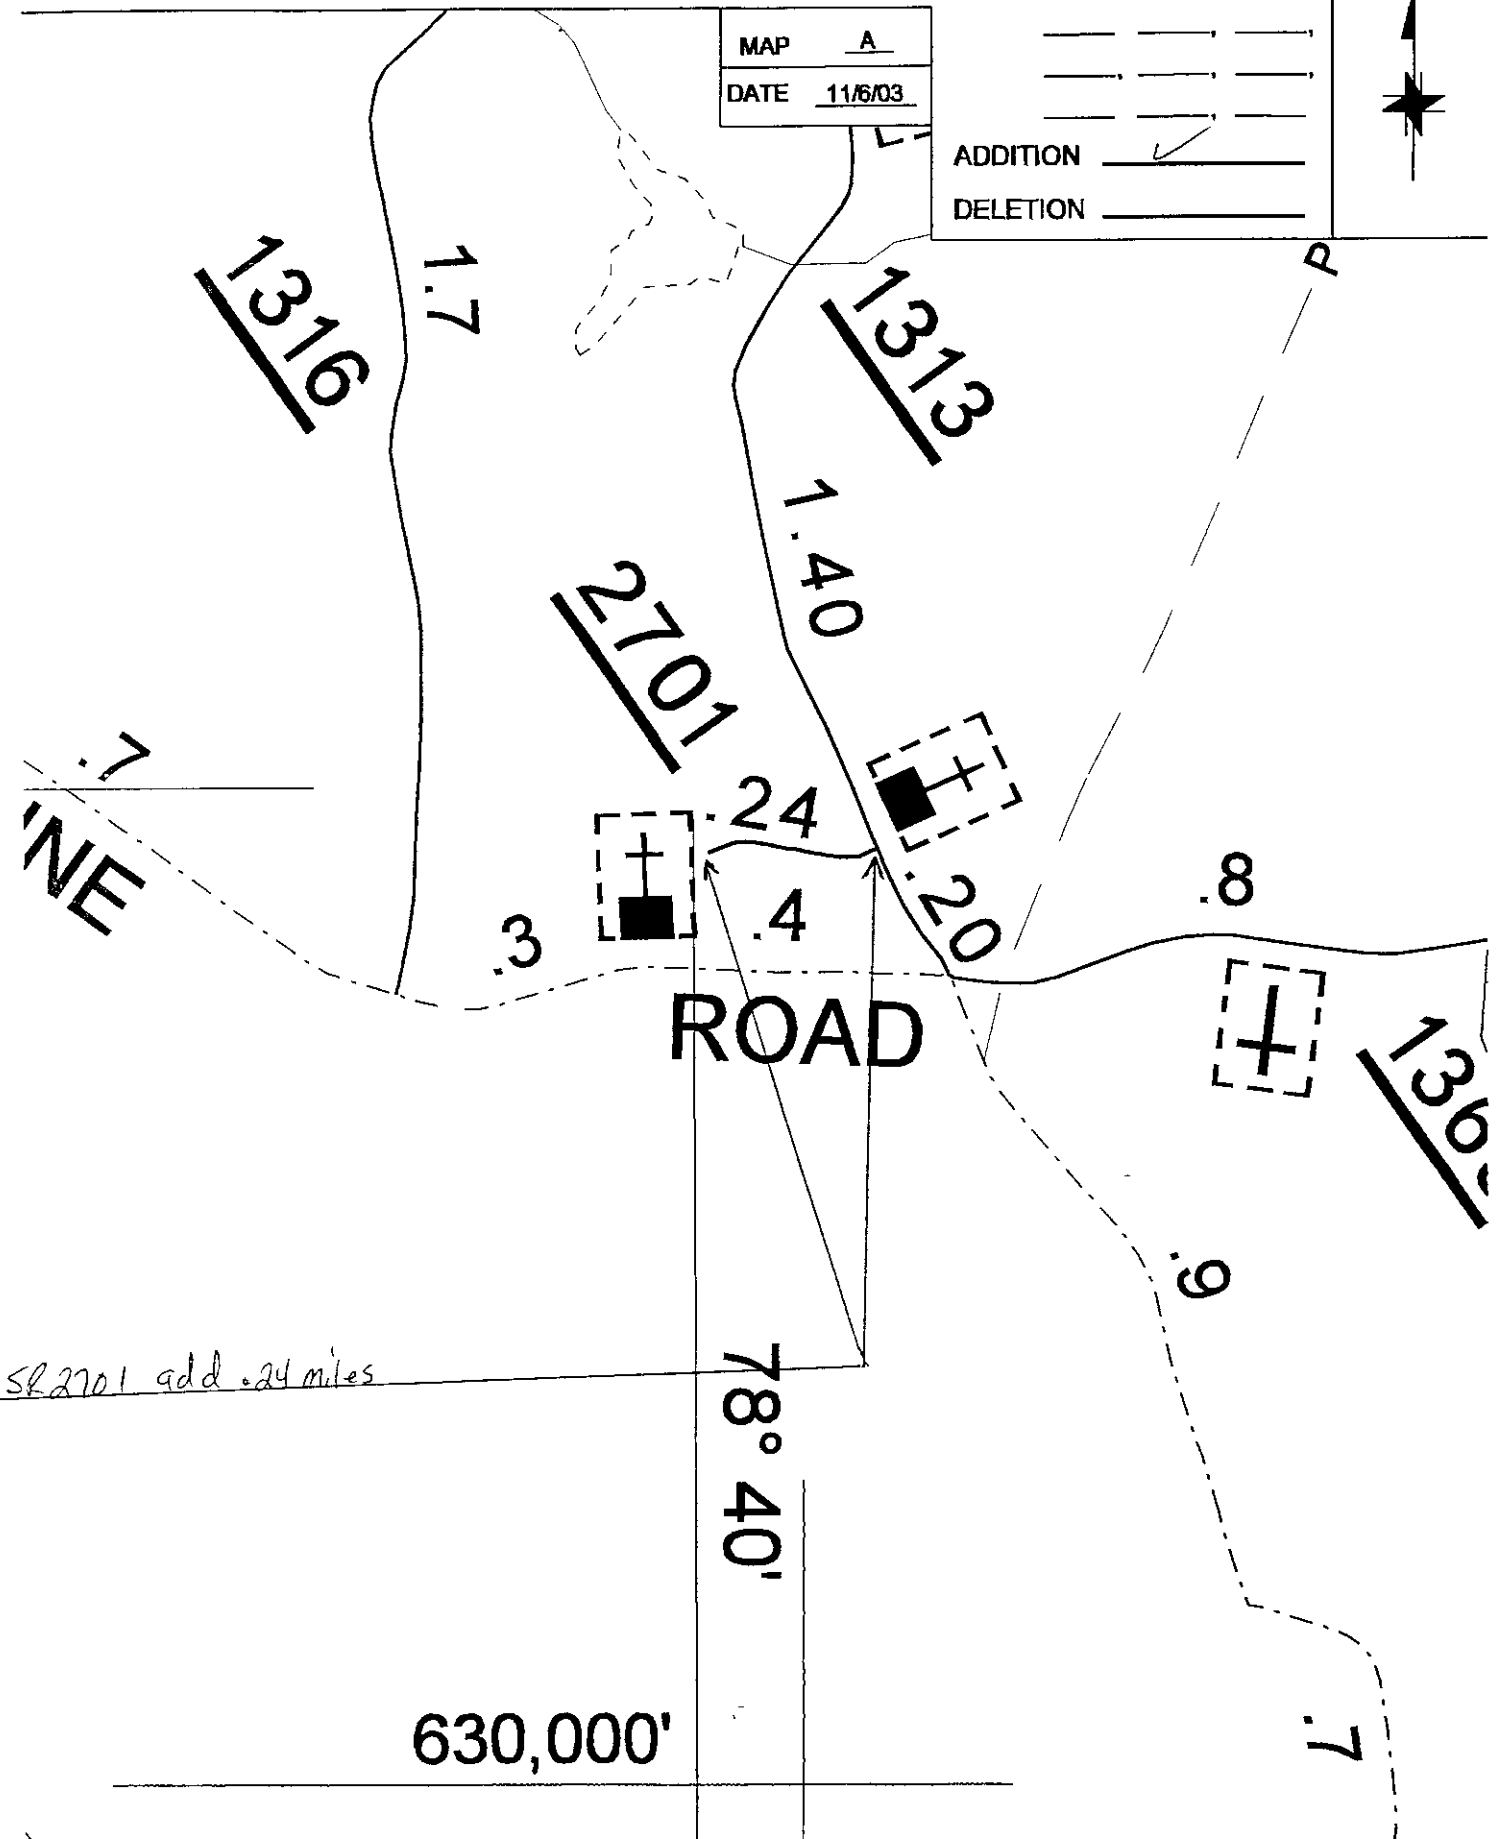 MAP A
DATE 11/6/03
ADDITION ✓
DELETION
P
1316
1.7
1313
1.40
2701
.7
.24
.20
.8
.4
.3
NE
ROAD
136
.9
SR2701 add .24 miles
78° 40'
630,000'
.7